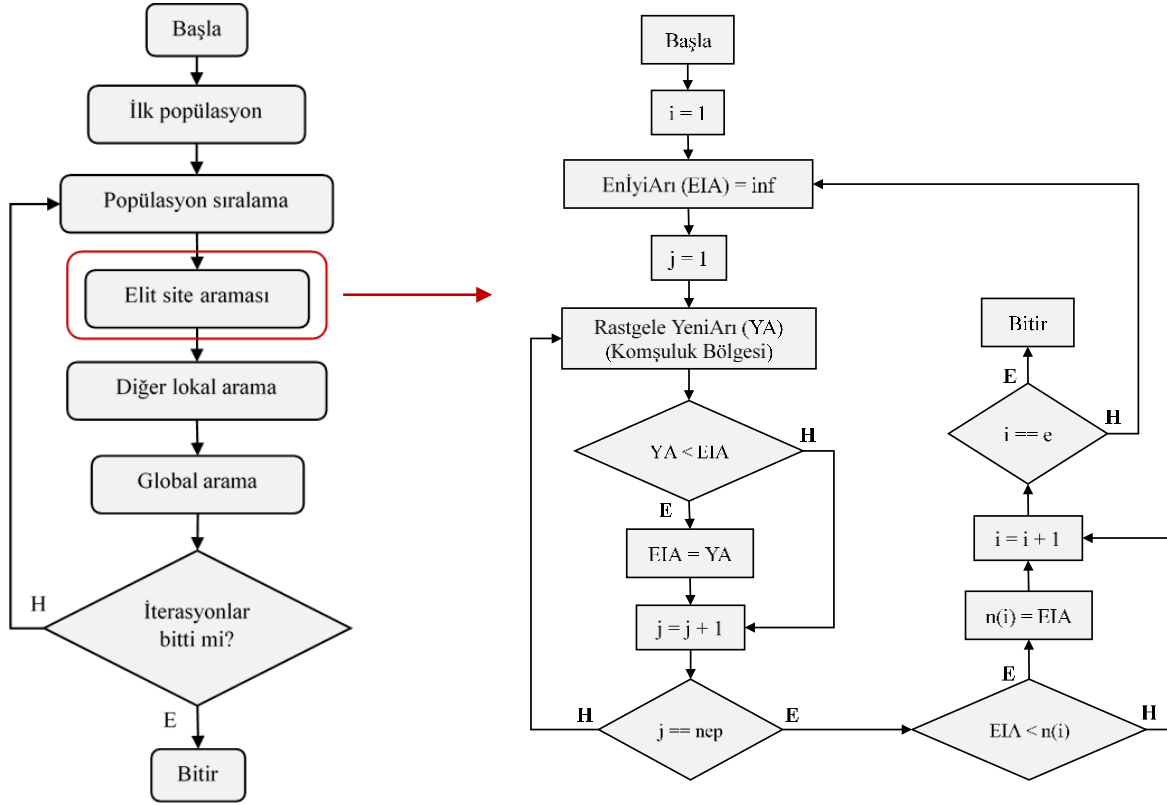 Başla
İlk popülasyon
Popülasyon sıralama
Elit site araması
Diğer lokal arama
Global arama
İterasyonlar
bitti mi?
H
E
Bitir
Başla
i = 1
EnİyiArı (EIA) = inf
j = 1
Rastgele YeniArı (YA)
(Komşuluk Bölgesi)
YA < EIA
H
E
EIA = YA
j = j + 1
j == nep
H
E
EIA < n(i)
H
E
n(i) = EIA
i = i + 1
i == e
H
E
Bitir